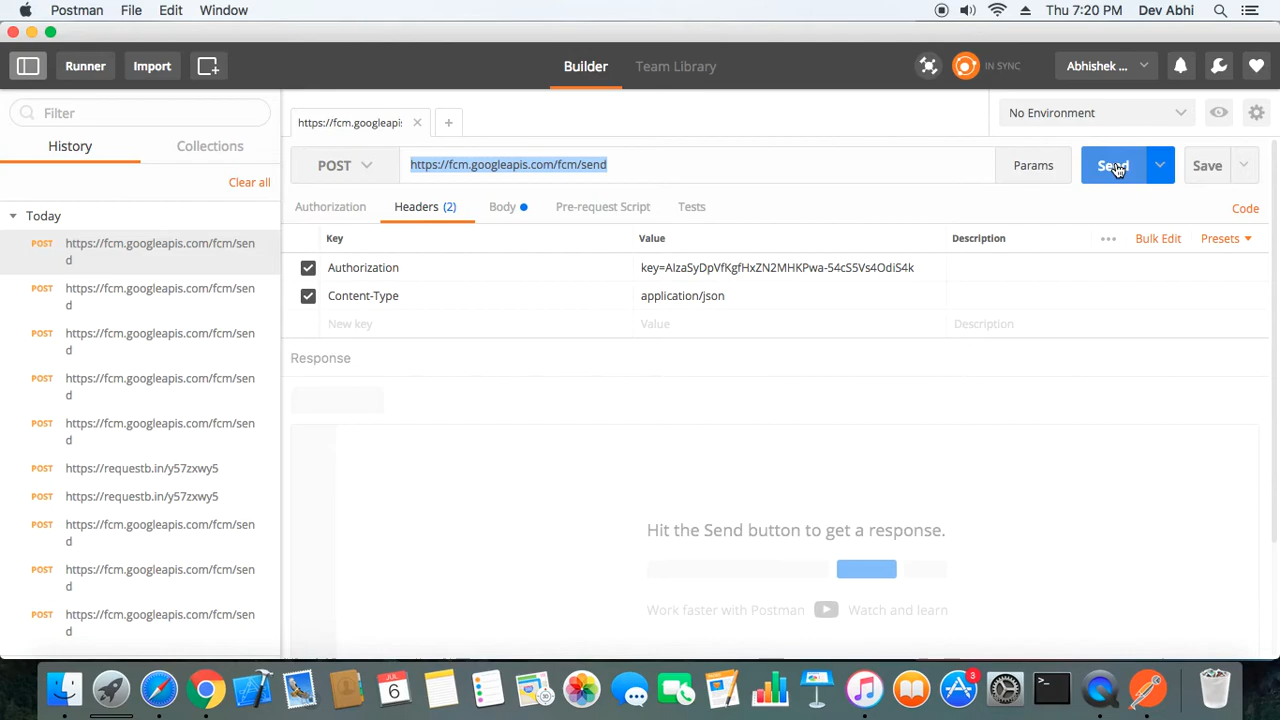 Postman File Edit Window Thu 7:20 PM Dev Abhi
Runner Import Builder Team Library IN SYNC Abhishek ...
Filter
https://fcm.googleapis
No Environment
History Collections
POST https://fcm.googleapis.com/fcm/send Params Send Save
Clear all
Authorization Headers (2) Body Pre-request Script Tests Code
Today
Key Value Description ••• Bulk Edit Presets
POST https://fcm.googleapis.com/fcm/sen
d
Authorization key=AIzaSyDpVfKgfHxZN2MHKPwa-54cS5Vs4OdiS4k
POST https://fcm.googleapis.com/fcm/sen
d
Content-Type application/json
New key Value Description
POST https://fcm.googleapis.com/fcm/sen
d
Response
POST https://fcm.googleapis.com/fcm/sen
d
POST https://fcm.googleapis.com/fcm/sen
d
POST https://requestb.in/y57zxwy5
POST https://requestb.in/y57zxwy5
POST https://fcm.googleapis.com/fcm/sen
d
Hit the Send button to get a response.
POST https://fcm.googleapis.com/fcm/sen
d
POST https://fcm.googleapis.com/fcm/sen
d
Work faster with Postman Watch and learn
JUL
6
3